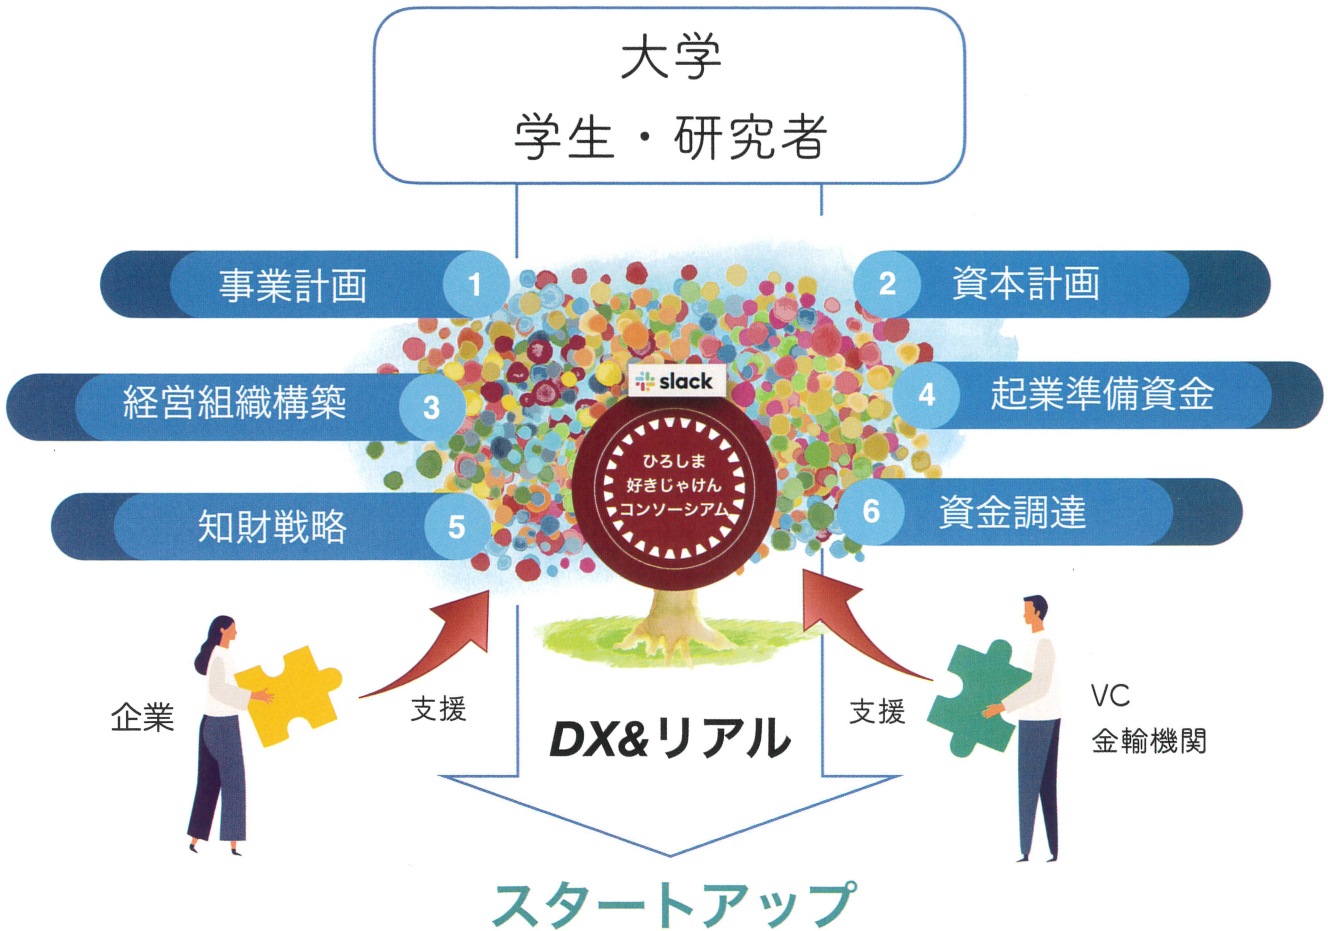 大学
学生・研究者
事業計画 1
2 資本計画
経営組織構築 3
4 起業準備資金
知財戦略 5
6 資金調達
slack
ひろしま
好きじゃけん
コンソーシアム
企業
支援
支援
VC
金輸機関
DX&リアル
スタートアップ